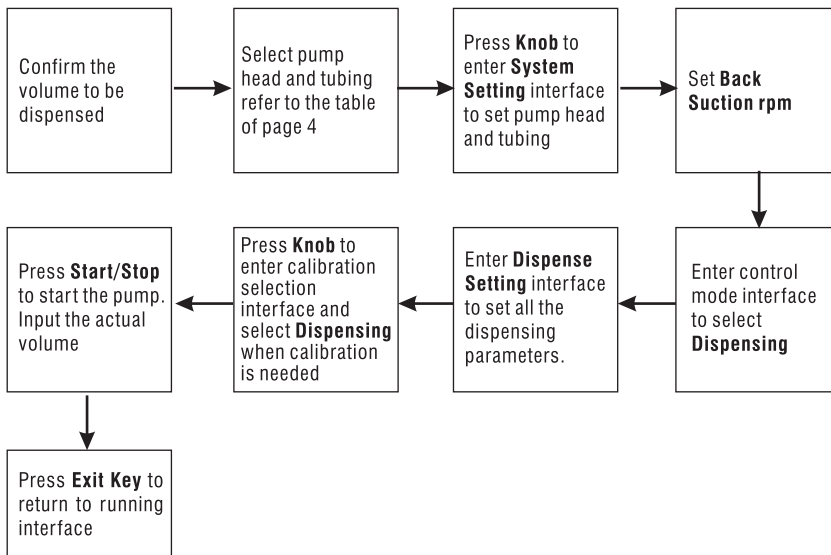 Confirm the
volume to be
dispensed
Select pump
head and tubing
refer to the table
of page 4
Press Knob to
enter System
Setting interface
to set pump head
and tubing
Set Back
Suction rpm
Enter control
mode interface
to select
Dispensing
Enter Dispense
Setting interface
to set all the
dispensing
parameters.
Press Knob to
enter calibration
selection
interface and
select Dispensing
when calibration
is needed
Press Start/Stop
to start the pump.
Input the actual
volume
Press Exit Key to
return to running
interface